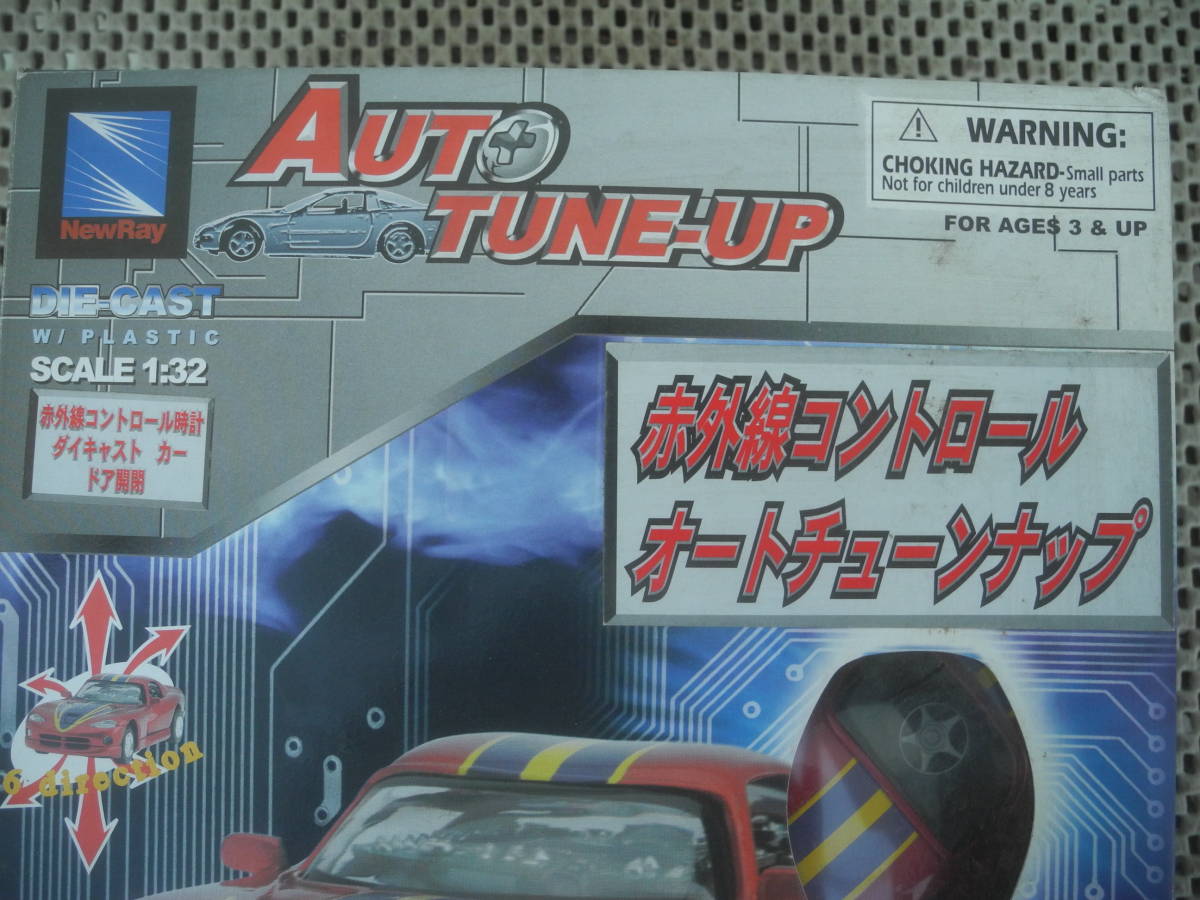 NewRay
AUTO
TUNE-UP
WARNING:
CHOKING HAZARD-Small parts
Not for children under 8 years
FOR AGES 3 & UP
DIE-CAST
W/ PLASTIC
SCALE 1:32
赤外線コントロール時計
ダイキャスト カー
ドア開閉
赤外線コントロール
オートチューンナップ
6 direction